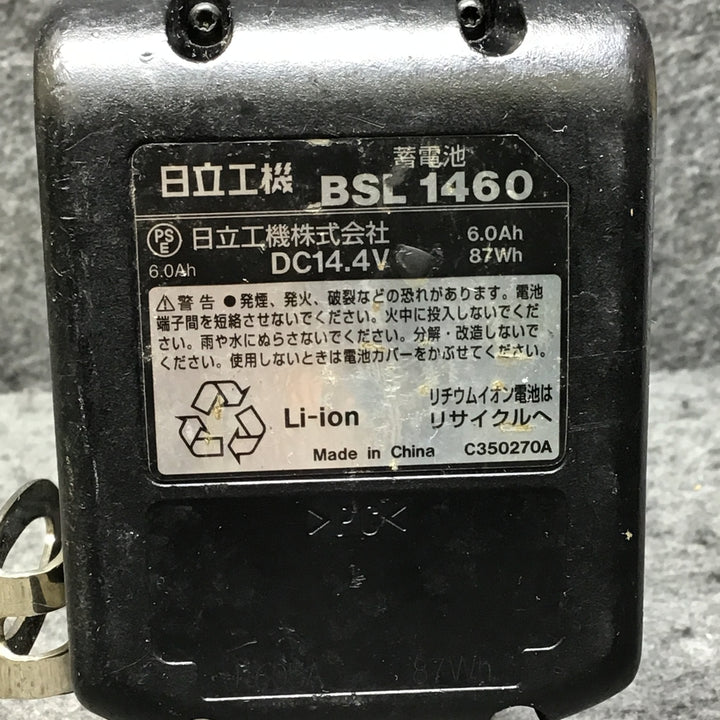 日立工機
蓄電池
BSL 1460
PS E 日立工機株式会社 6.0Ah
6.0Ah DC14.4V 87Wh
⚠警告 ●発煙、発火、破裂などの恐れがあります。電池
端子間を短絡させないでください。火中に投入しないでくだ
さい。雨や水にぬらさないでください。分解・改造しないで
ください。使用しないときは電池カバーをかぶせてください。
リチウムイオン電池は
Li-ion リサイクルへ
Made in China C350270A
>PC<
87Wh